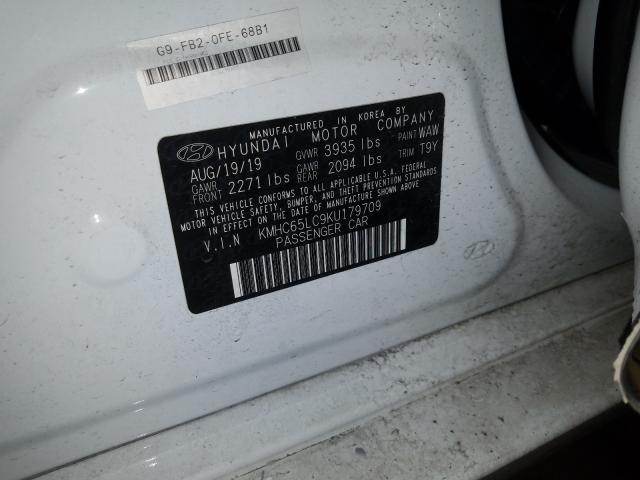 G9-FB2-0FE-68B1
MANUFACTURED IN KOREA BY
HYUNDAI MOTOR COMPANY
AUG/19/19 GVWR 3935 lbs PAINT WAW
GAWR FRONT 2271 lbs GAWR REAR 2094 lbs TRIM T9Y
THIS VEHICLE CONFORMS TO ALL APPLICABLE U.S.A. FEDERAL
MOTOR VEHICLE SAFETY, BUMPER, AND THEFT PREVENTION STANDARDS
IN EFFECT ON THE DATE OF MANUFACTURE SHOWN ABOVE.
V.I.N KMHC65LC9KU179709
PASSENGER CAR